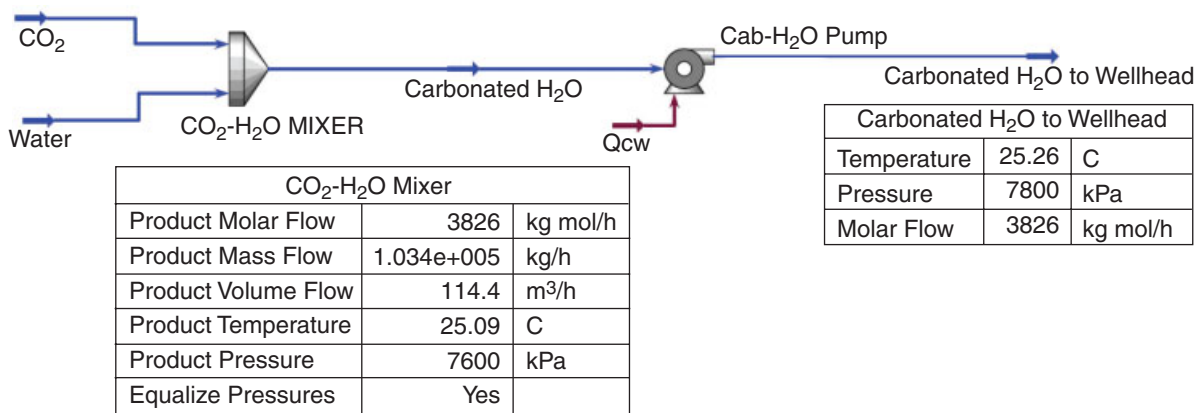 CO₂
Water
CO₂-H₂O MIXER
Carbonated H₂O
Qcw
Cab-H₂O Pump
Carbonated H₂O to Wellhead
CO₂-H₂O Mixer
Product Molar Flow 3826 kg mol/h
Product Mass Flow 1.034e+005 kg/h
Product Volume Flow 114.4 m³/h
Product Temperature 25.09 C
Product Pressure 7600 kPa
Equalize Pressures Yes
Carbonated H₂O to Wellhead
Temperature 25.26 C
Pressure 7800 kPa
Molar Flow 3826 kg mol/h